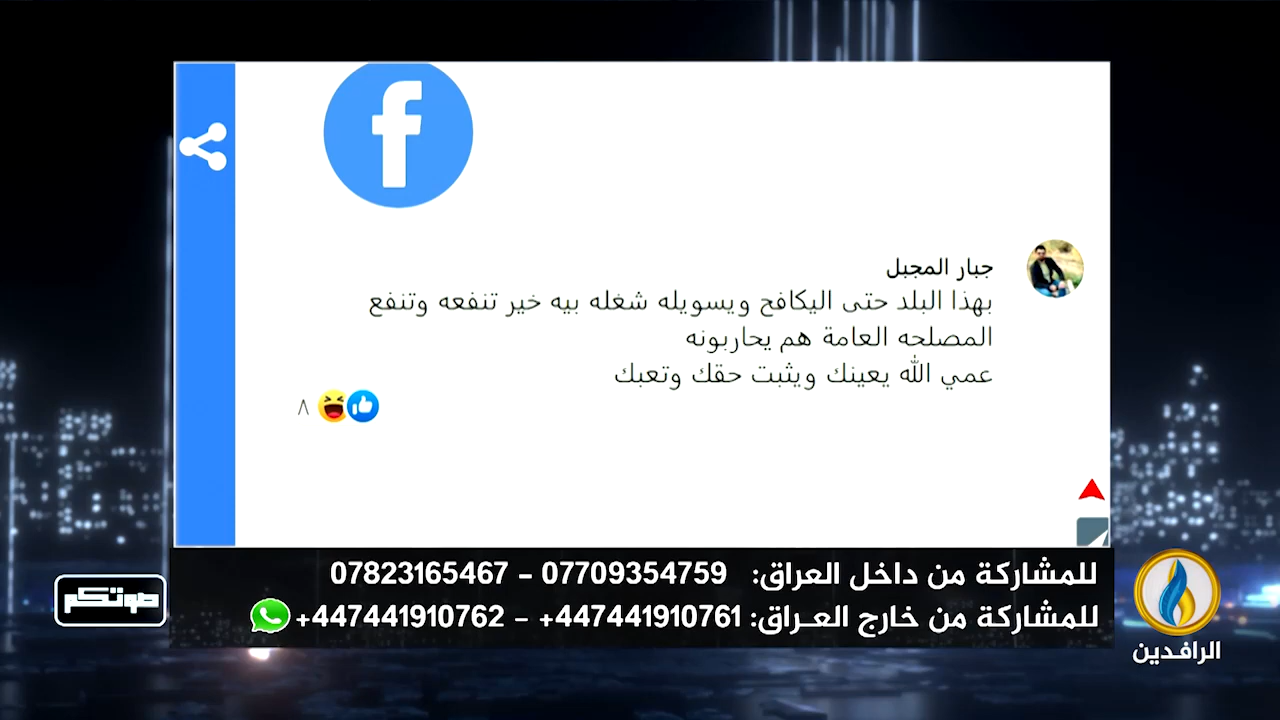 f
جبار المجبل
بهذا البلد حتى اليكافح ويسويله شغله بيه خير تنفعه وتنفع
المصلحه العامة هم يحاربونه
عمي الله يعينك ويثبت حقك وتعبك
٨
للمشاركة من داخل العراق: 07709354759 - 07823165467
للمشاركة من خارج العـراق: 447441910761+ - 447441910762+
صوتكم
الرافدين